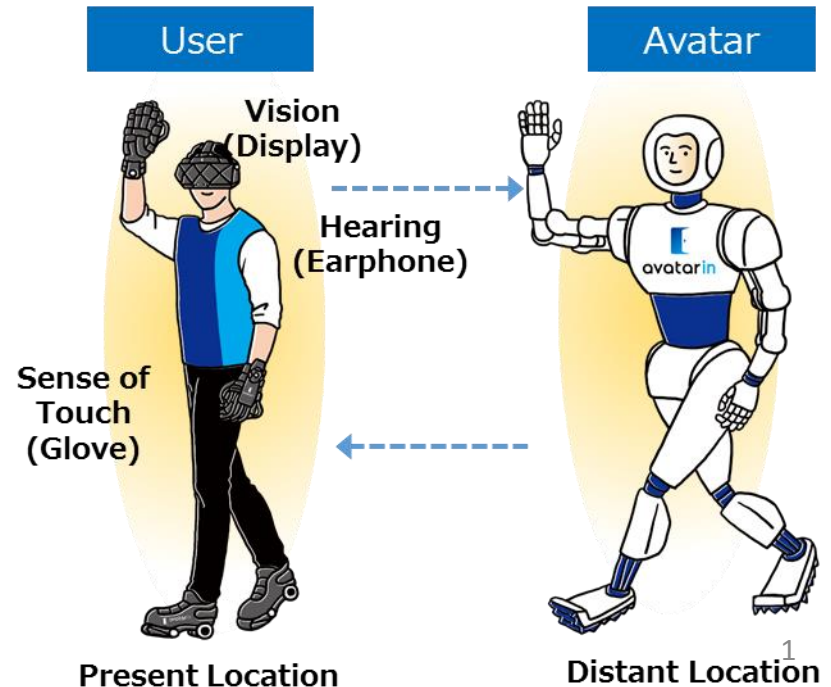 User
Avatar
Vision
(Display)
Hearing
(Earphone)
avatarin
Sense of
Touch
(Glove)
Present Location
Distant Location
1